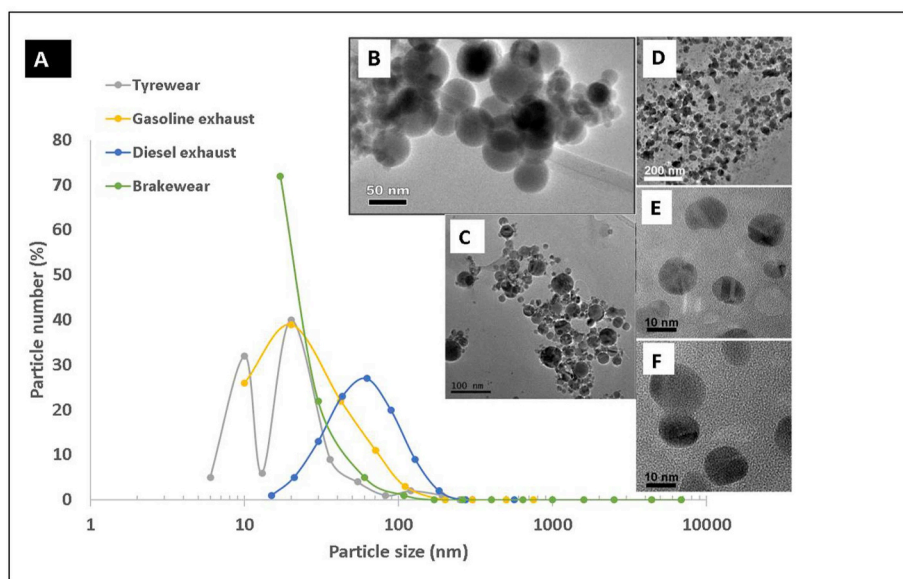 A
Tyrewear
Gasoline exhaust
Diesel exhaust
Brakewear
80
70
60
50
40
30
20
10
0
Particle number (%)
1
10
100
1000
10000
Particle size (nm)
B
50 nm
C
100 nm
D
200 nm
E
10 nm
F
10 nm